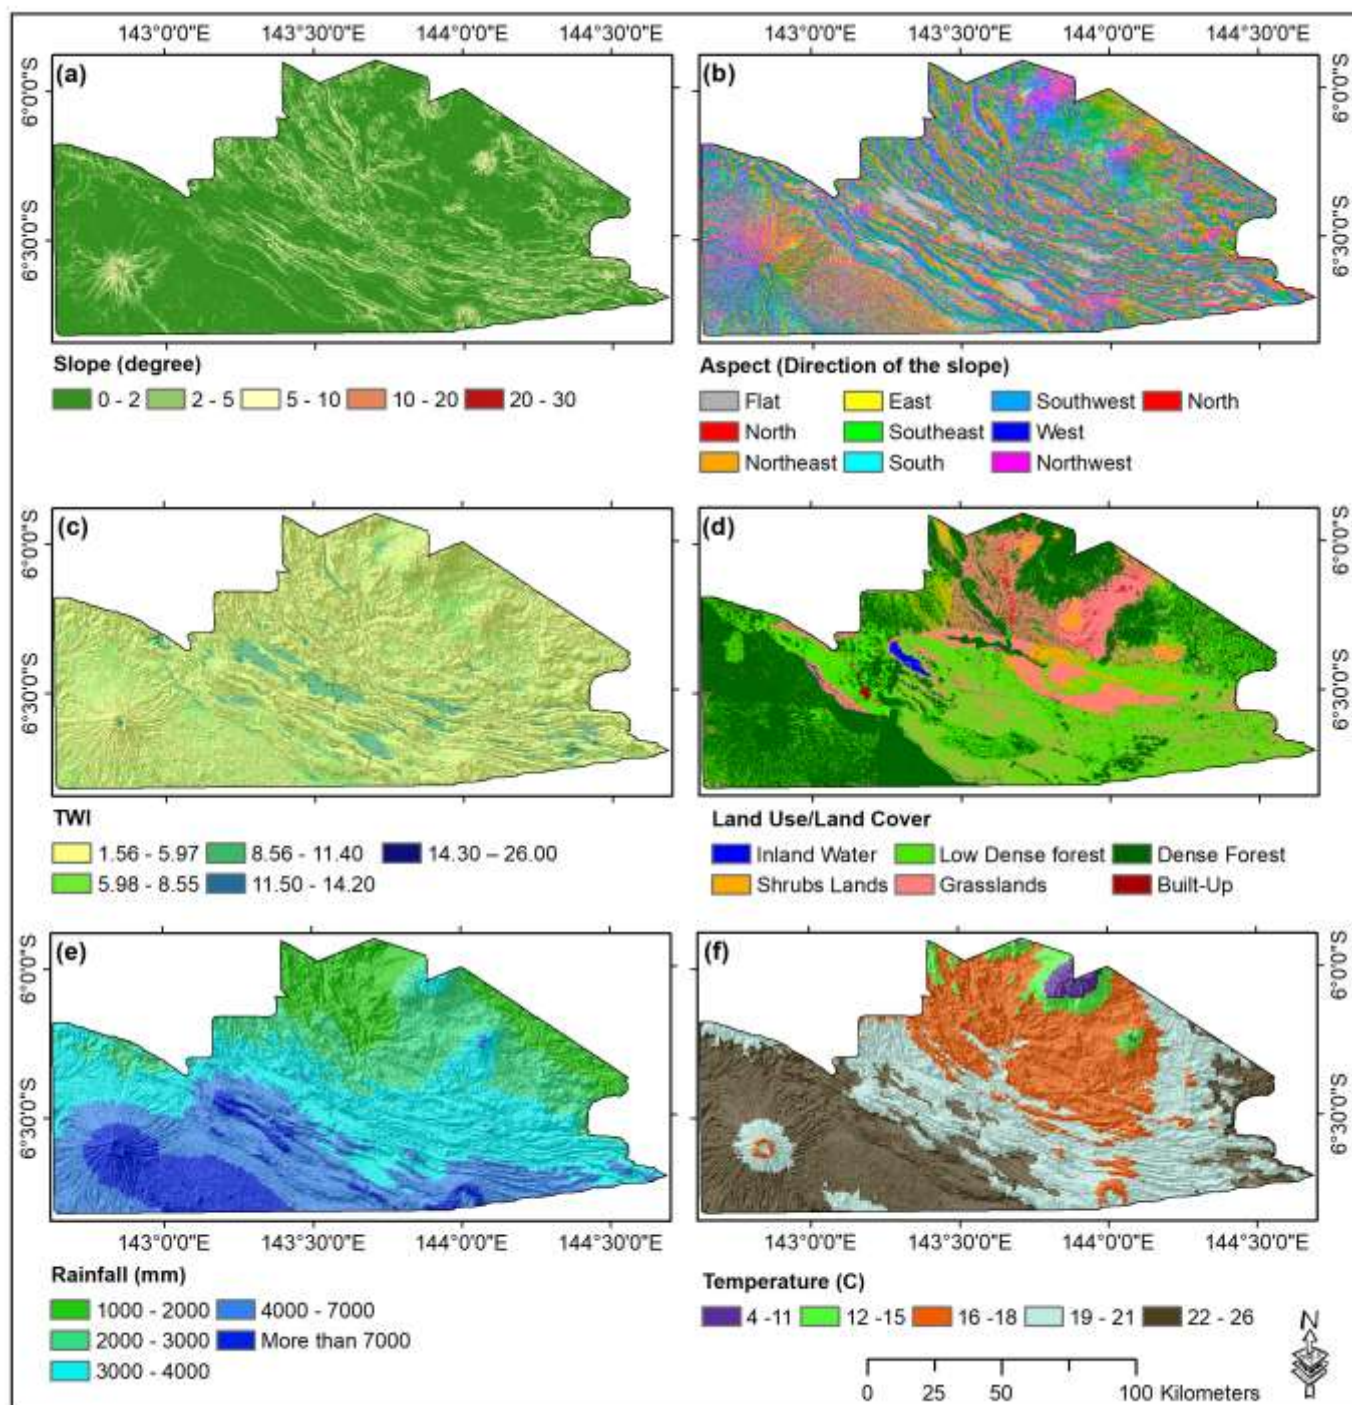 143°0'0"E 143°30'0"E 144°0'0"E 144°30'0"E 143°0'0"E 143°30'0"E 144°0'0"E 144°30'0"E
(a) (b)
6°0'0"S 6°0'0"S
6°30'0"S 6°30'0"S
Slope (degree) Aspect (Direction of the slope)
0 - 2 2 - 5 5 - 10 10 - 20 20 - 30
Flat East Southwest North
North Southeast West
Northeast South Northwest
(c) (d)
6°0'0"S 6°0'0"S
6°30'0"S 6°30'0"S
TWI Land Use/Land Cover
1.56 - 5.97 8.56 - 11.40 14.30 – 26.00
5.98 - 8.55 11.50 - 14.20
Inland Water Low Dense forest Dense Forest
Shrubs Lands Grasslands Built-Up
(e) (f)
6°0'0"S 6°0'0"S
6°30'0"S 6°30'0"S
143°0'0"E 143°30'0"E 144°0'0"E 144°30'0"E 143°0'0"E 143°30'0"E 144°0'0"E 144°30'0"E
Rainfall (mm) Temperature (C)
1000 - 2000 4000 - 7000
2000 - 3000 More than 7000
3000 - 4000
4 -11 12 -15 16 -18 19 - 21 22 - 26
N
0 25 50 100 Kilometers